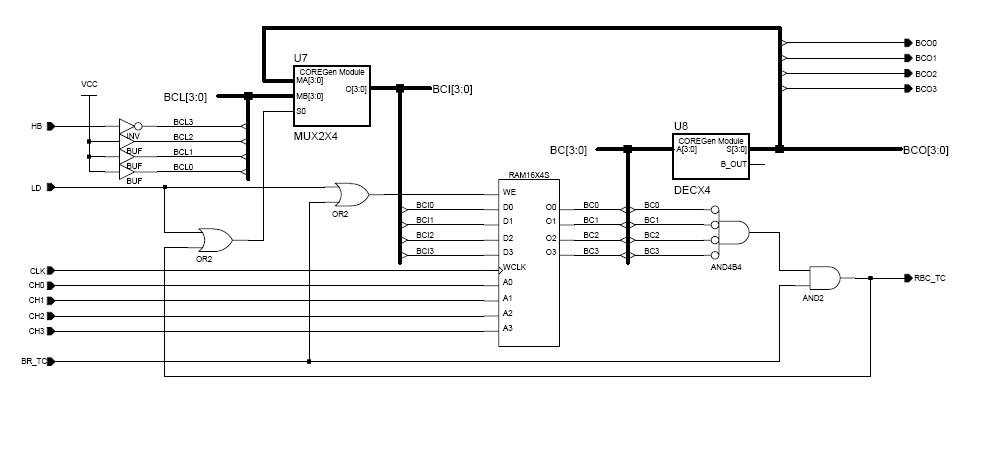 BCO0
BCO1
BCO2
BCO3
U7
COREGen Module
MA[3:0]
MB[3:0]
S0
O[3:0]
MUX2X4
VCC
BCL[3:0]
BCI[3:0]
HB
INV
BUF
BUF
BUF
BCL3
BCL2
BCL1
BCL0
U8
COREGen Module
A[3:0]
S[3:0]
B_OUT
DECX4
BC[3:0]
BCO[3:0]
LD
OR2
OR2
RAM16X4S
WE
D0
D1
D2
D3
WCLK
A0
A1
A2
A3
O0
O1
O2
O3
BCI0
BCI1
BCI2
BCI3
BC0
BC1
BC2
BC3
BC0
BC1
BC2
BC3
AND4B4
AND2
RBC_TC
CLK
CH0
CH1
CH2
CH3
BR_TC